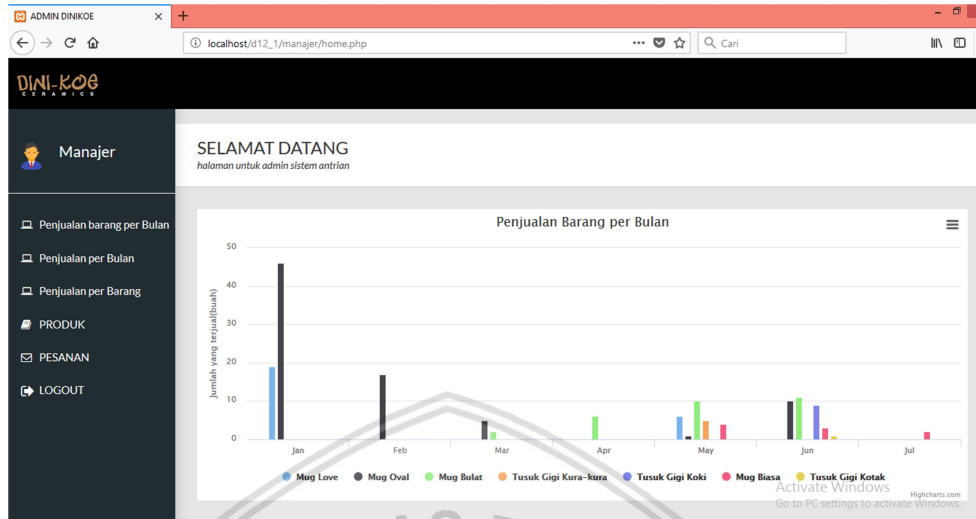 ADMIN DINIKOE
localhost/d12_1/manajer/home.php
Cari
DINI-KOE
CERAMICS
Manajer
SELAMAT DATANG
halaman untuk admin sistem antrian
Penjualan barang per Bulan
Penjualan per Bulan
Penjualan per Barang
PRODUK
PESANAN
LOGOUT
Penjualan Barang per Bulan
Jumlah yang terjual(buah)
50
40
30
20
10
0
Jan Feb Mar Apr May Jun Jul
Mug Love Mug Oval Mug Bulat Tusuk Gigi Kura-kura Tusuk Gigi Koki Mug Biasa Tusuk Gigi Kotak
Activate Windows
Go to PC settings to activate Windows.
Highcharts.com